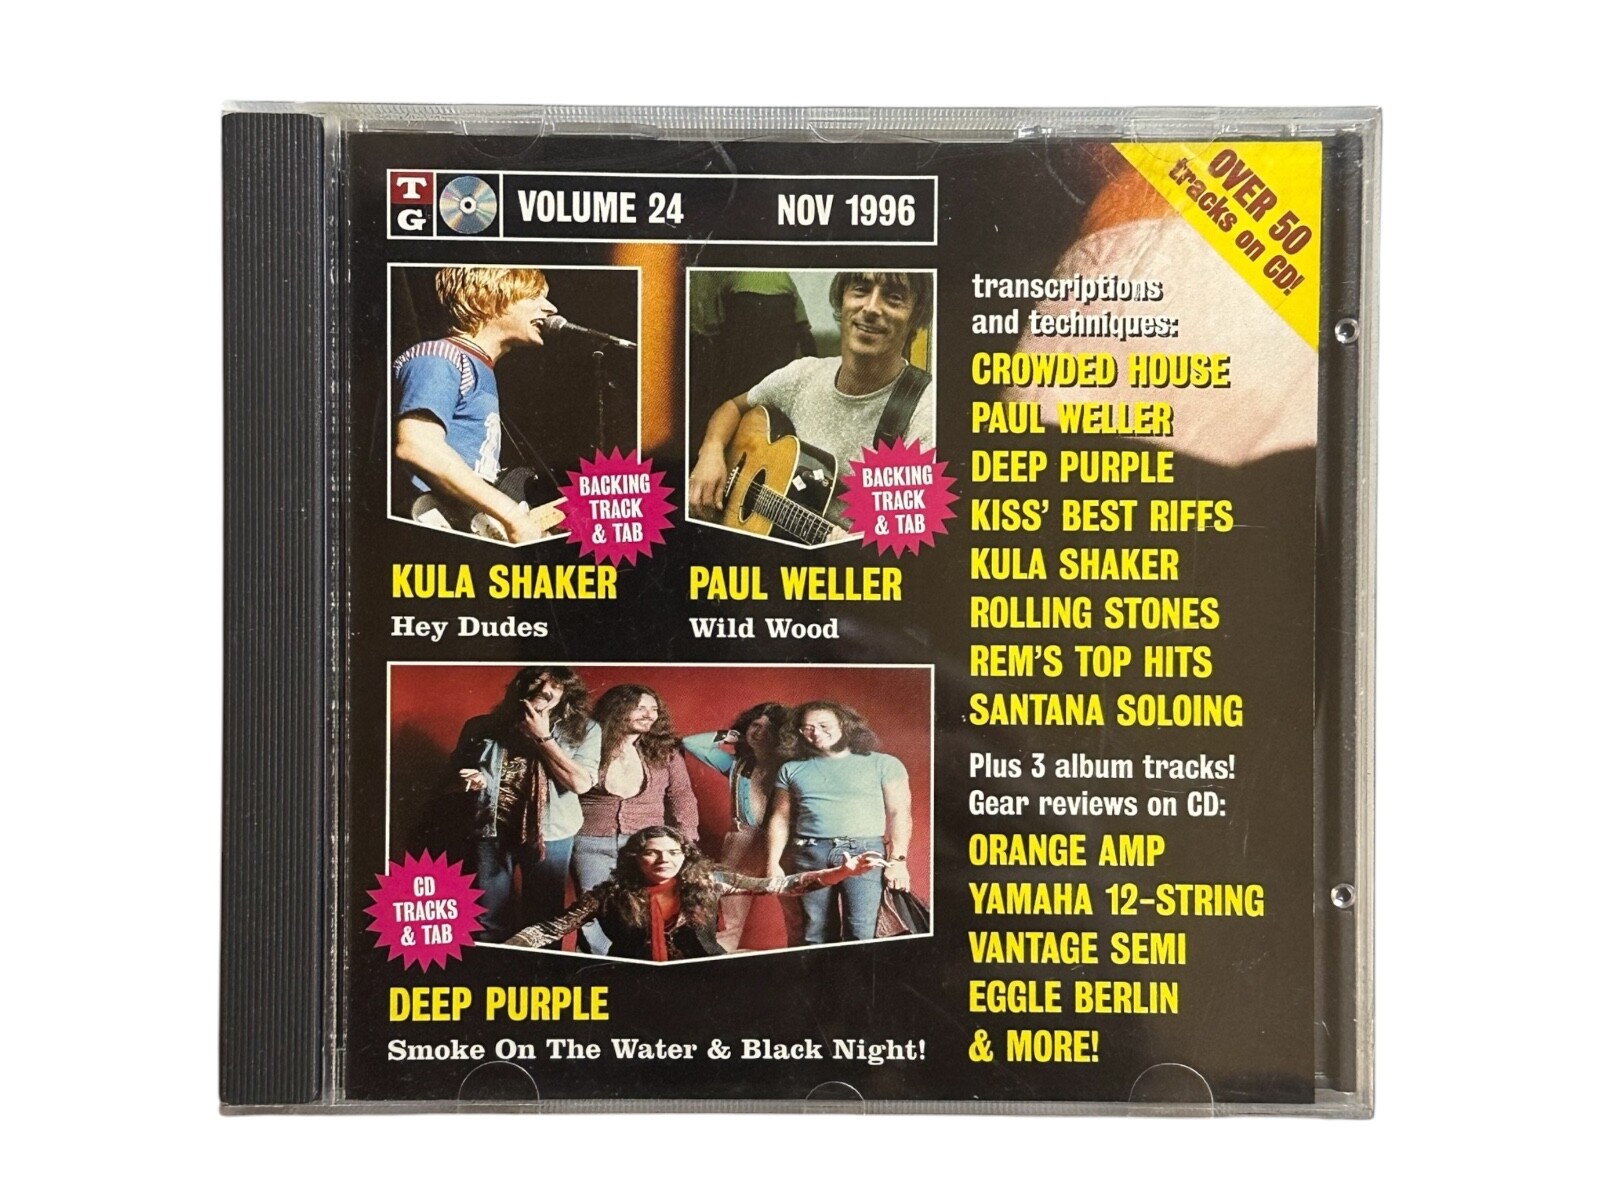 T
G
VOLUME 24 NOV 1996
OVER 50
tracks on CD!
BACKING
TRACK
& TAB
KULA SHAKER
Hey Dudes
BACKING
TRACK
& TAB
PAUL WELLER
Wild Wood
CD
TRACKS
& TAB
DEEP PURPLE
Smoke On The Water & Black Night!
transcriptions
and techniques:
CROWDED HOUSE
PAUL WELLER
DEEP PURPLE
KISS' BEST RIFFS
KULA SHAKER
ROLLING STONES
REM'S TOP HITS
SANTANA SOLOING
Plus 3 album tracks!
Gear reviews on CD:
ORANGE AMP
YAMAHA 12-STRING
VANTAGE SEMI
EGGLE BERLIN
& MORE!